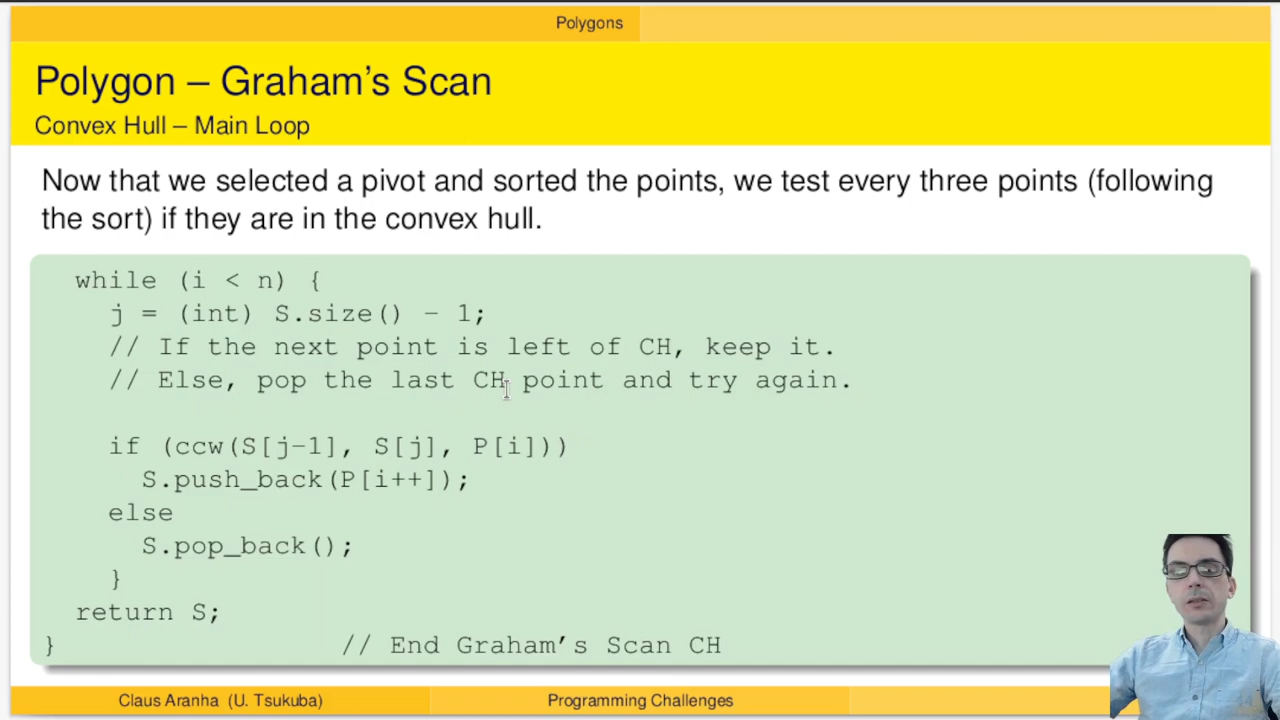 Polygons
Polygon – Graham's Scan
Convex Hull – Main Loop
Now that we selected a pivot and sorted the points, we test every three points (following
the sort) if they are in the convex hull.
while (i < n) {
j = (int) S.size() - 1;
// If the next point is left of CH, keep it.
// Else, pop the last CH point and try again.
if (ccw(S[j-1], S[j], P[i]))
S.push_back(P[i++]);
else
S.pop_back();
}
return S;
} // End Graham's Scan CH
Claus Aranha (U. Tsukuba) Programming Challenges